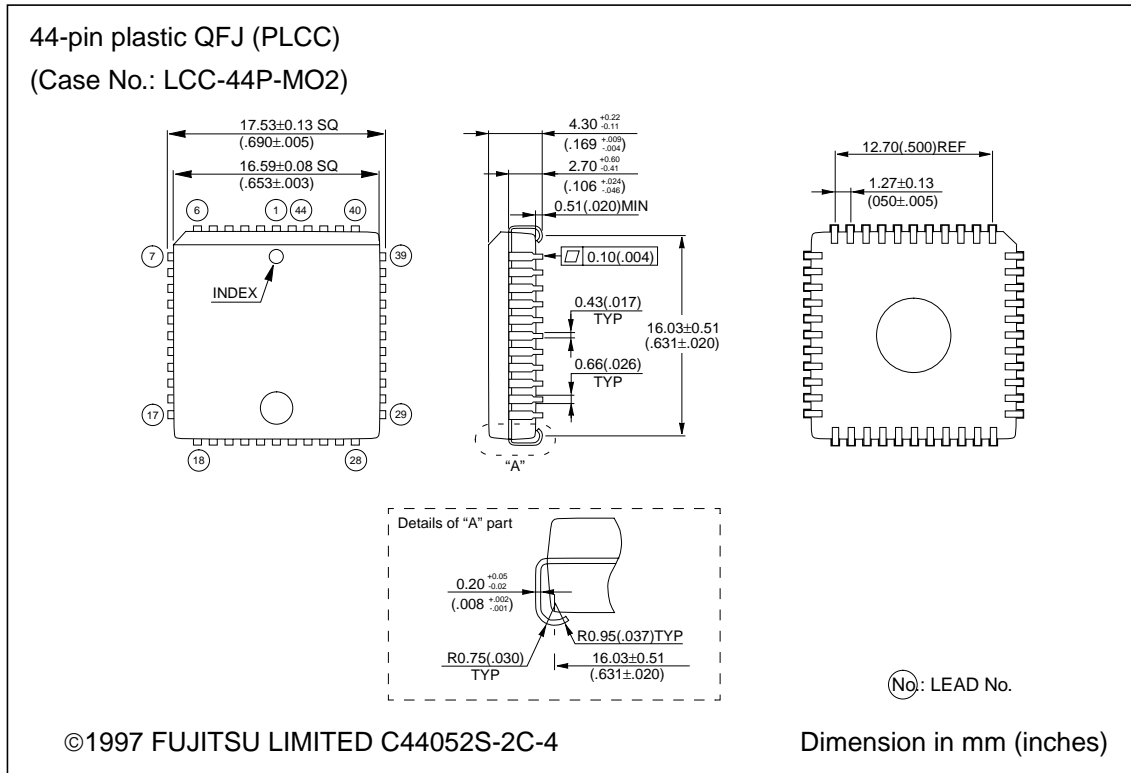 44-pin plastic QFJ (PLCC)
(Case No.: LCC-44P-MO2)
17.53±0.13 SQ
(.690±.005)
16.59±0.08 SQ
(.653±.003)
6
1
44
40
7
39
INDEX
17
29
18
28
4.30 +0.22 -0.11
(.169 +.009 -.004)
2.70 +0.60 -0.41
(.106 +.024 -.046)
0.51(.020)MIN
0.10(.004)
0.43(.017)
TYP
16.03±0.51
(.631±.020)
0.66(.026)
TYP
“A”
12.70(.500)REF
1.27±0.13
(050±.005)
Details of “A” part
0.20 +0.05 -0.02
(.008 +.002 -.001)
R0.95(.037)TYP
R0.75(.030)
TYP
16.03±0.51
(.631±.020)
No.: LEAD No.
©1997 FUJITSU LIMITED C44052S-2C-4
Dimension in mm (inches)